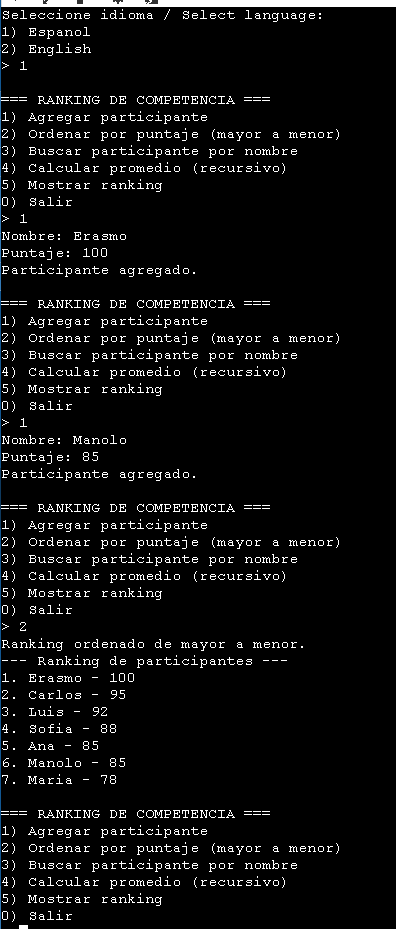 Seleccione idioma / Select language:
1) Espanol
2) English
> 1
=== RANKING DE COMPETENCIA ===
1) Agregar participante
2) Ordenar por puntaje (mayor a menor)
3) Buscar participante por nombre
4) Calcular promedio (recursivo)
5) Mostrar ranking
0) Salir
> 1
Nombre: Erasmo
Puntaje: 100
Participante agregado.
=== RANKING DE COMPETENCIA ===
1) Agregar participante
2) Ordenar por puntaje (mayor a menor)
3) Buscar participante por nombre
4) Calcular promedio (recursivo)
5) Mostrar ranking
0) Salir
> 1
Nombre: Manolo
Puntaje: 85
Participante agregado.
=== RANKING DE COMPETENCIA ===
1) Agregar participante
2) Ordenar por puntaje (mayor a menor)
3) Buscar participante por nombre
4) Calcular promedio (recursivo)
5) Mostrar ranking
0) Salir
> 2
Ranking ordenado de mayor a menor.
--- Ranking de participantes ---
1. Erasmo - 100
2. Carlos - 95
3. Luis - 92
4. Sofia - 88
5. Ana - 85
6. Manolo - 85
7. Maria - 78
=== RANKING DE COMPETENCIA ===
1) Agregar participante
2) Ordenar por puntaje (mayor a menor)
3) Buscar participante por nombre
4) Calcular promedio (recursivo)
5) Mostrar ranking
0) Salir